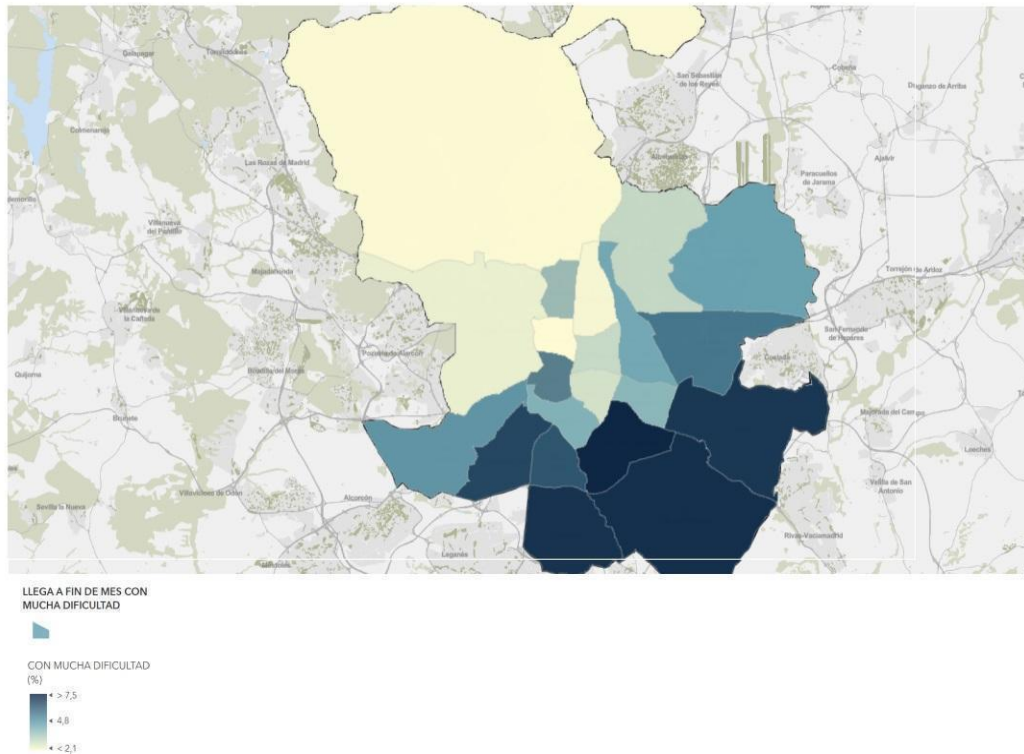 Galapagar
Torrelodones
San Sebastián
de los Reyes
Cobeña
Daganzo de Arriba
Colmenarejo
Las Rozas de Madrid
Alcobendas
Ajalvir
Paracuellos
de Jarama
Villanueva
del Pardillo
Majadahonda
Torrejón de Ardoz
Villanueva de
la Cañada
San Fernando
de Henares
Pozuelo de Alarcón
Coslada
Quijorna
Boadilla del Monte
Brunete
Mejorada del Campo
Loeches
Velilla de San
Antonio
Villaviciosa de Odón
Alcorcón
Sevilla la Nueva
Rivas-Vaciamadrid
Leganés
Móstoles
LLEGA A FIN DE MES CON
MUCHA DIFICULTAD
CON MUCHA DIFICULTAD
(%)
> 7,5
4,8
< 2,1